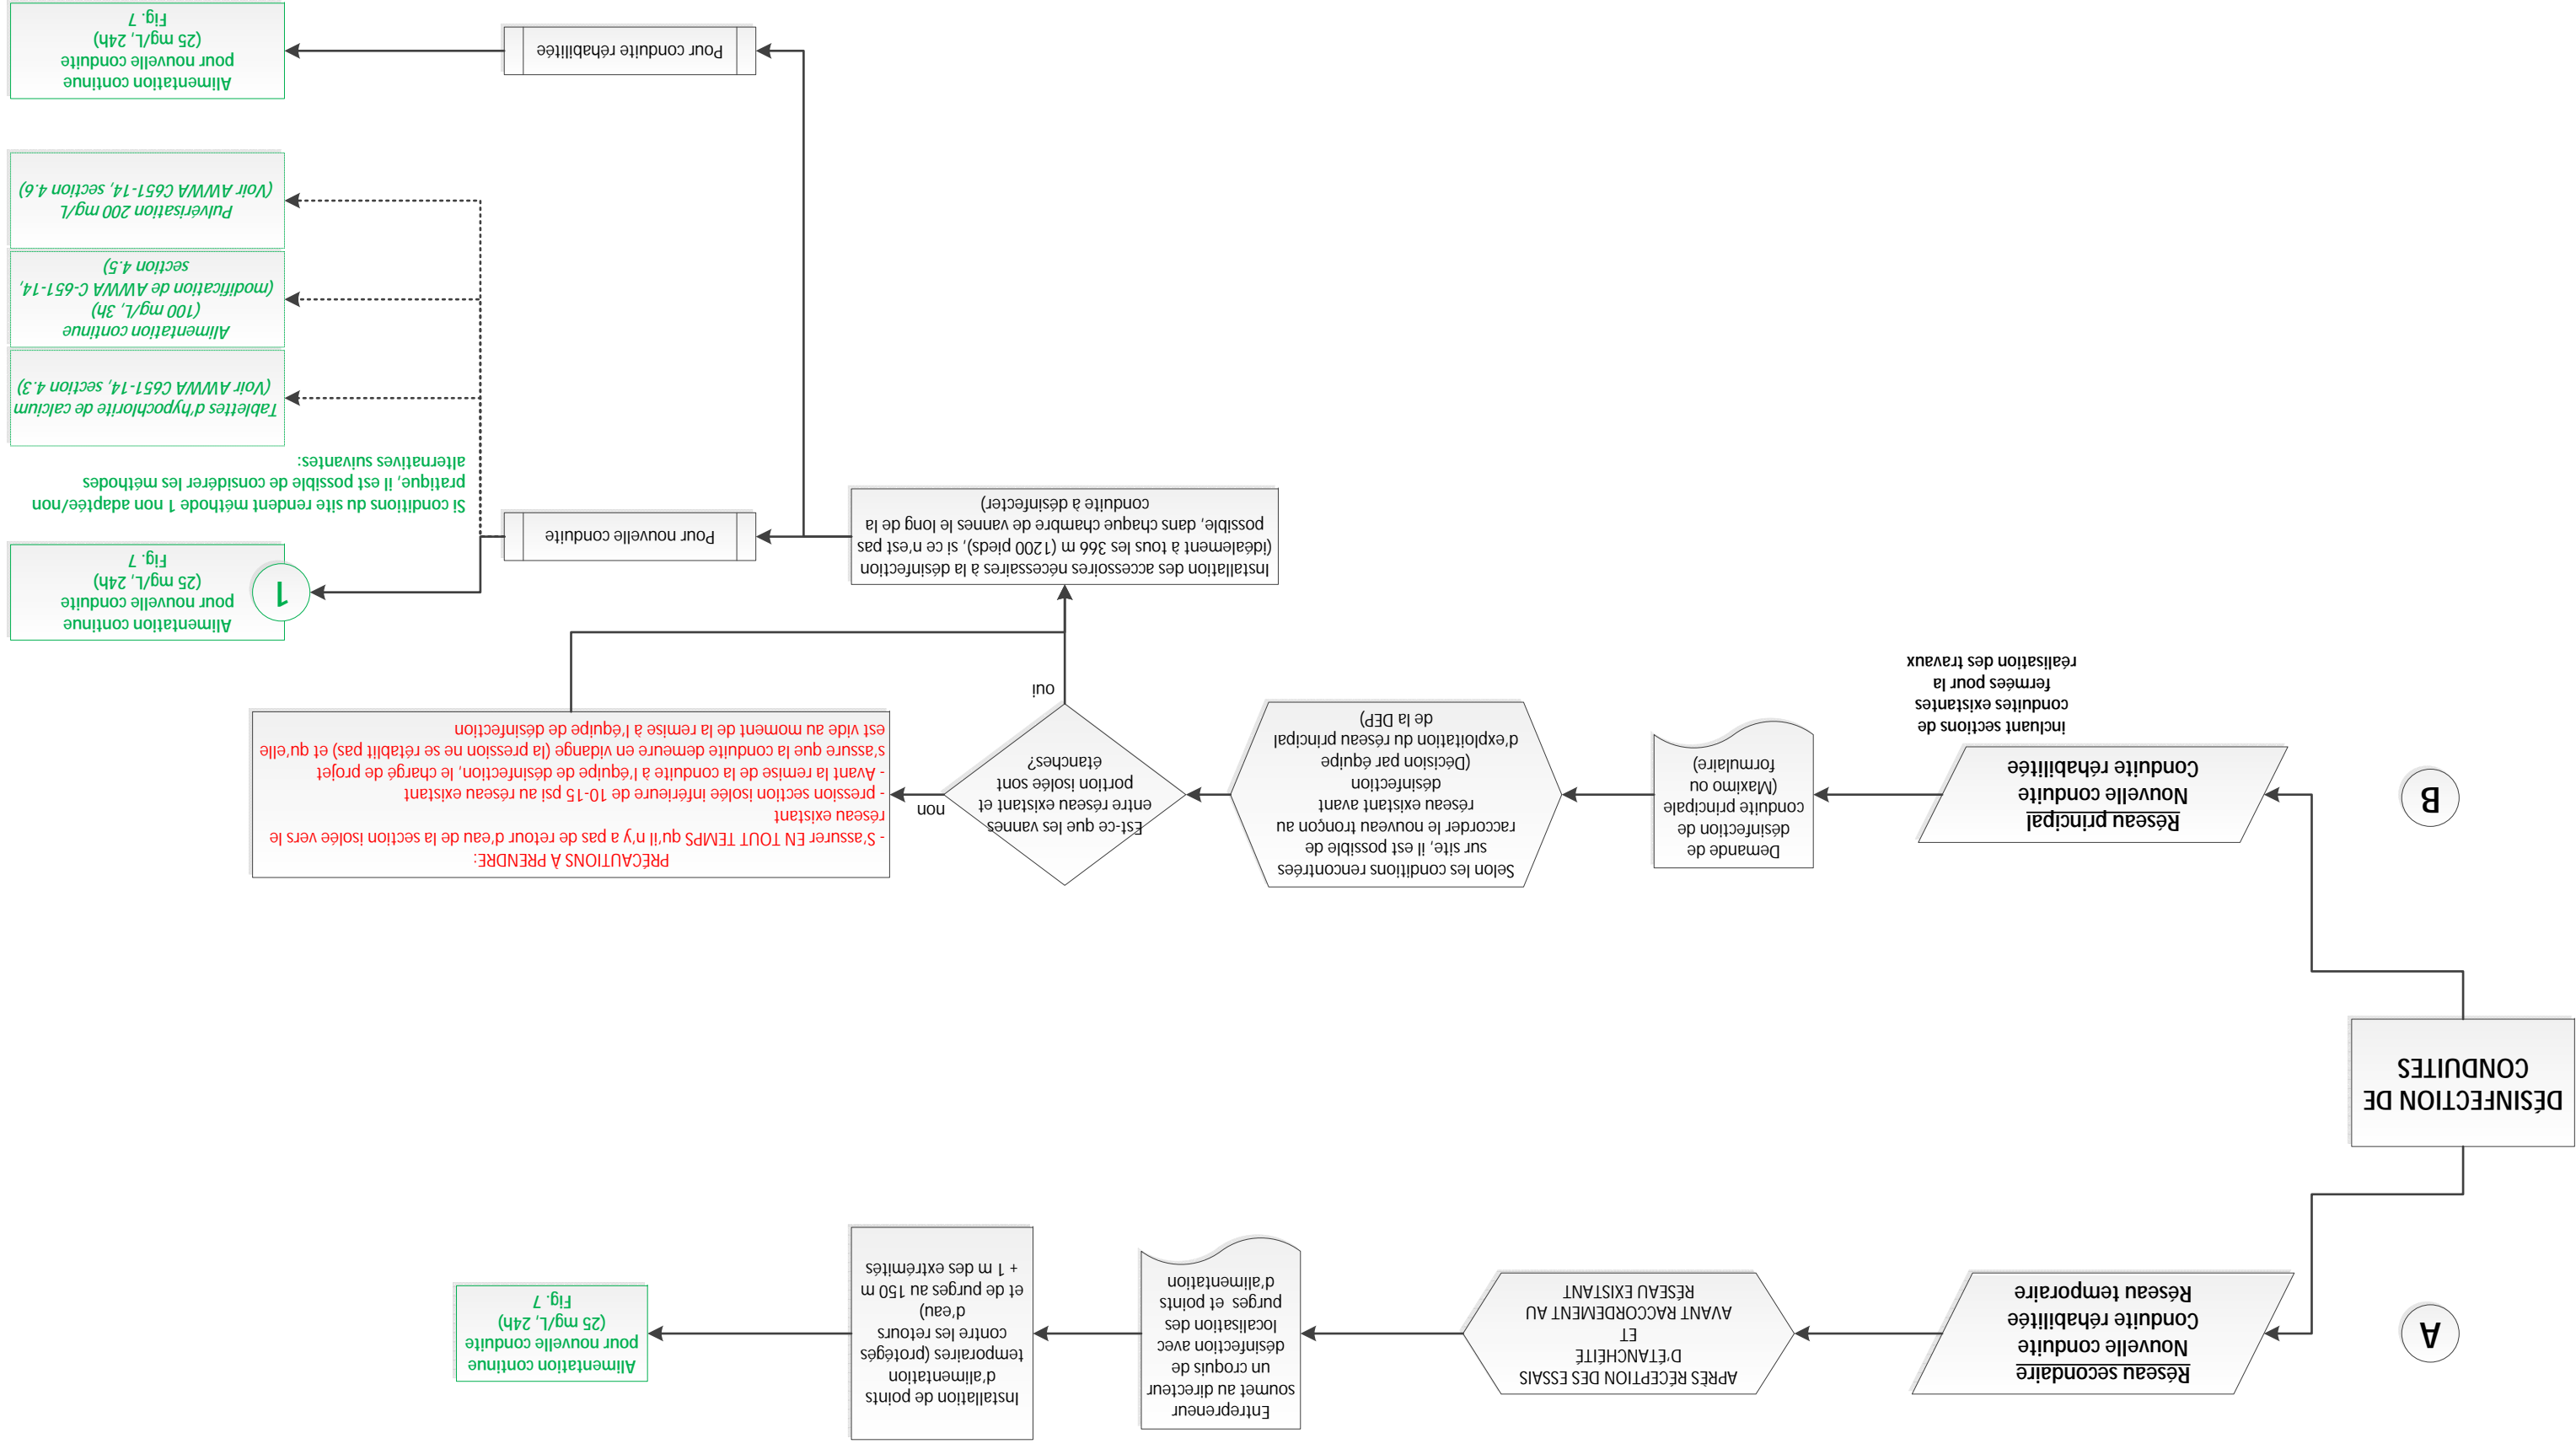 DÉSINFECTION DE
CONDUITES
A
Réseau secondaire
Nouvelle conduite
Conduite réhabilitée
Réseau temporaire
APRÈS RÉCEPTION DES ESSAIS
D'ÉTANCHÉITÉ
ET
AVANT RACCORDEMENT AU
RÉSEAU EXISTANT
Entrepreneur
soumet au directeur
un croquis de
désinfection avec
localisation des
purges et points
d'alimentation
Installation de points
d'alimentation
temporaires (protégés
contre les retours
d'eau)
et de purges au 150 m
+ 1 m des extrémités
Alimentation continue
pour nouvelle conduite
(25 mg/L, 24h)
Fig. 7
B
Réseau principal
Nouvelle conduite
Conduite réhabilitée
incluant sections de
conduites existantes
fermées pour la
réalisation des travaux
Demande de
désinfection de
conduite principale
(Maximo ou
formulaire)
Selon les conditions rencontrées
sur site, il est possible de
raccorder le nouveau tronçon au
réseau existant avant
désinfection
(Décision par équipe
d'exploitation du réseau principal
de la DEP)
Est-ce que les vannes
entre réseau existant et
portion isolée sont
étanches?
non
oui
PRÉCAUTIONS À PRENDRE:
- S'assurer EN TOUT TEMPS qu'il n'y a pas de retour d'eau de la section isolée vers le
réseau existant
- pression section isolée inférieure de 10-15 psi au réseau existant
- Avant la remise de la conduite à l'équipe de désinfection, le chargé de projet
s'assure que la conduite demeure en vidange (la pression ne se rétablit pas) et qu'elle
est vide au moment de la remise à l'équipe de désinfection
Installation des accessoires nécessaires à la désinfection
(idéalement à tous les 366 m (1200 pieds), si ce n'est pas
possible, dans chaque chambre de vannes le long de la
conduite à désinfecter)
Pour nouvelle conduite
1
Alimentation continue
pour nouvelle conduite
(25 mg/L, 24h)
Fig. 7
Si conditions du site rendent méthode 1 non adaptée/non
pratique, il est possible de considérer les méthodes
alternatives suivantes:
Tablettes d'hypochlorite de calcium
(Voir AWWA C651-14, section 4.3)
Alimentation continue
(100 mg/L, 3h)
(modification de AWWA C-651-14,
section 4.5)
Pulvérisation 200 mg/L
(Voir AWWA C651-14, section 4.6)
Pour conduite réhabilitée
Alimentation continue
pour nouvelle conduite
(25 mg/L, 24h)
Fig. 7